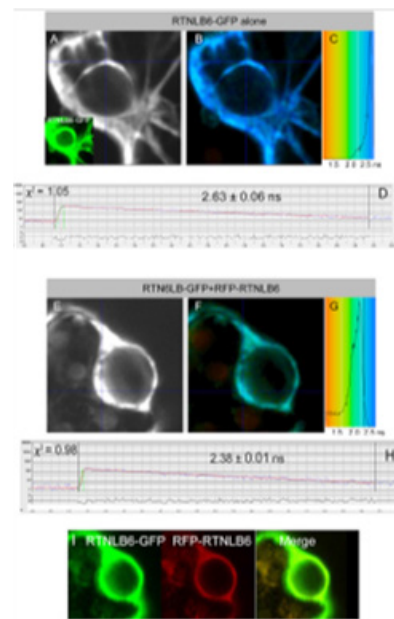 RTNLB6-GFP alone
A
B
C
1.5 2.0 2.5 ns
χ² = 1.05
2.63 ± 0.06 ns
D
RTN6LB-GFP+RFP-RTNLB6
E
F
G
1.5 2.0 2.5 ns
χ² = 0.98
2.38 ± 0.01 ns
H
I RTNLB6-GFP RFP-RTNLB6 Merge